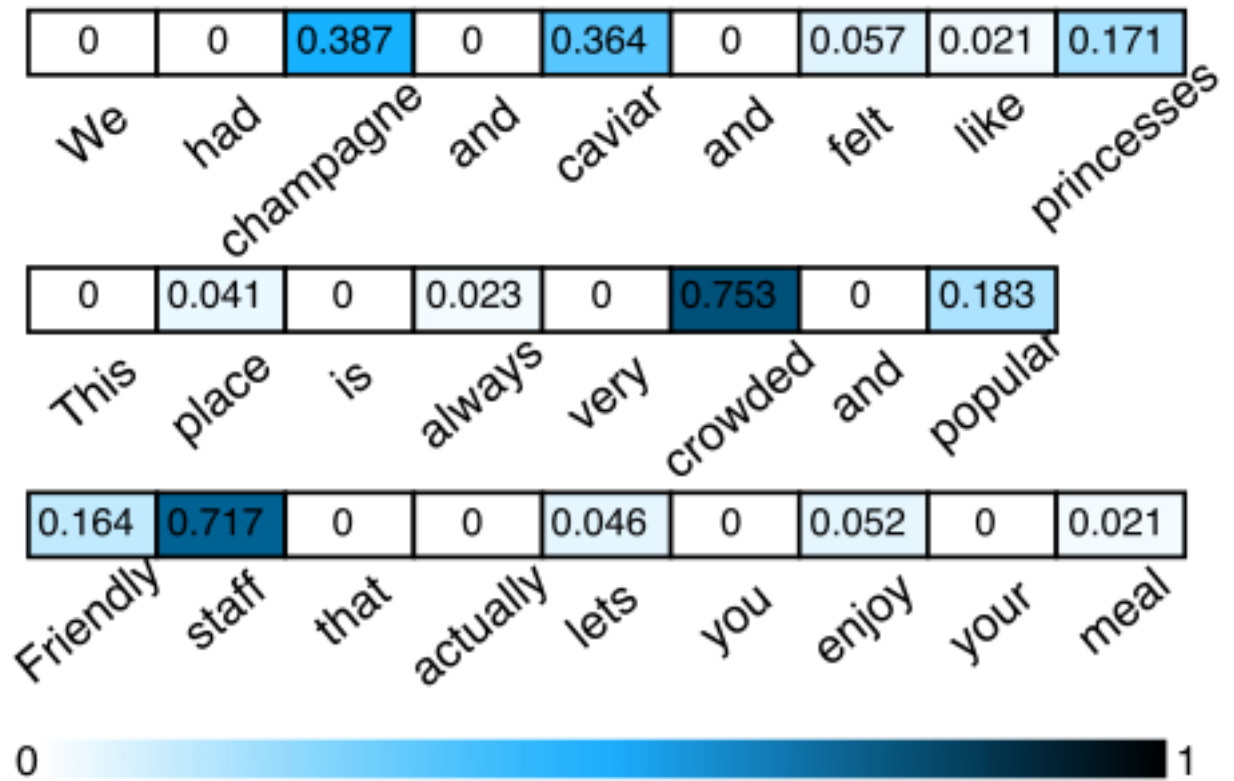 0 0 0.387 0 0.364 0 0.057 0.021 0.171
We had champagne and caviar and felt like princesses
0 0.041 0 0.023 0 0.753 0 0.183
This place is always very crowded and popular
0.164 0.717 0 0 0.046 0 0.052 0 0.021
Friendly staff that actually lets you enjoy your meal
0 1